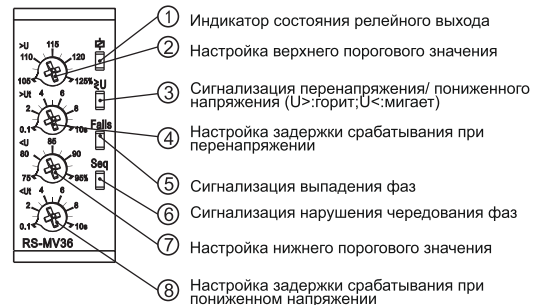 ① Индикатор состояния релейного выхода
② Настройка верхнего порогового значения
③ Сигнализация перенапряжения/ пониженного
напряжения (U>:горит;U<:мигает)
④ Настройка задержки срабатывания при
перенапряжении
⑤ Сигнализация выпадения фаз
⑥ Сигнализация нарушения чередования фаз
⑦ Настройка нижнего порогового значения
⑧ Настройка задержки срабатывания при
пониженном напряжении
>U 115
110 120
105 125%
≥U
>Ut 4 6
2 8
0.1 10s
Fails
<U 85
80 90
75 95%
Seq
<Ut 4 6
2 8
0.1 10s
RS-MV36